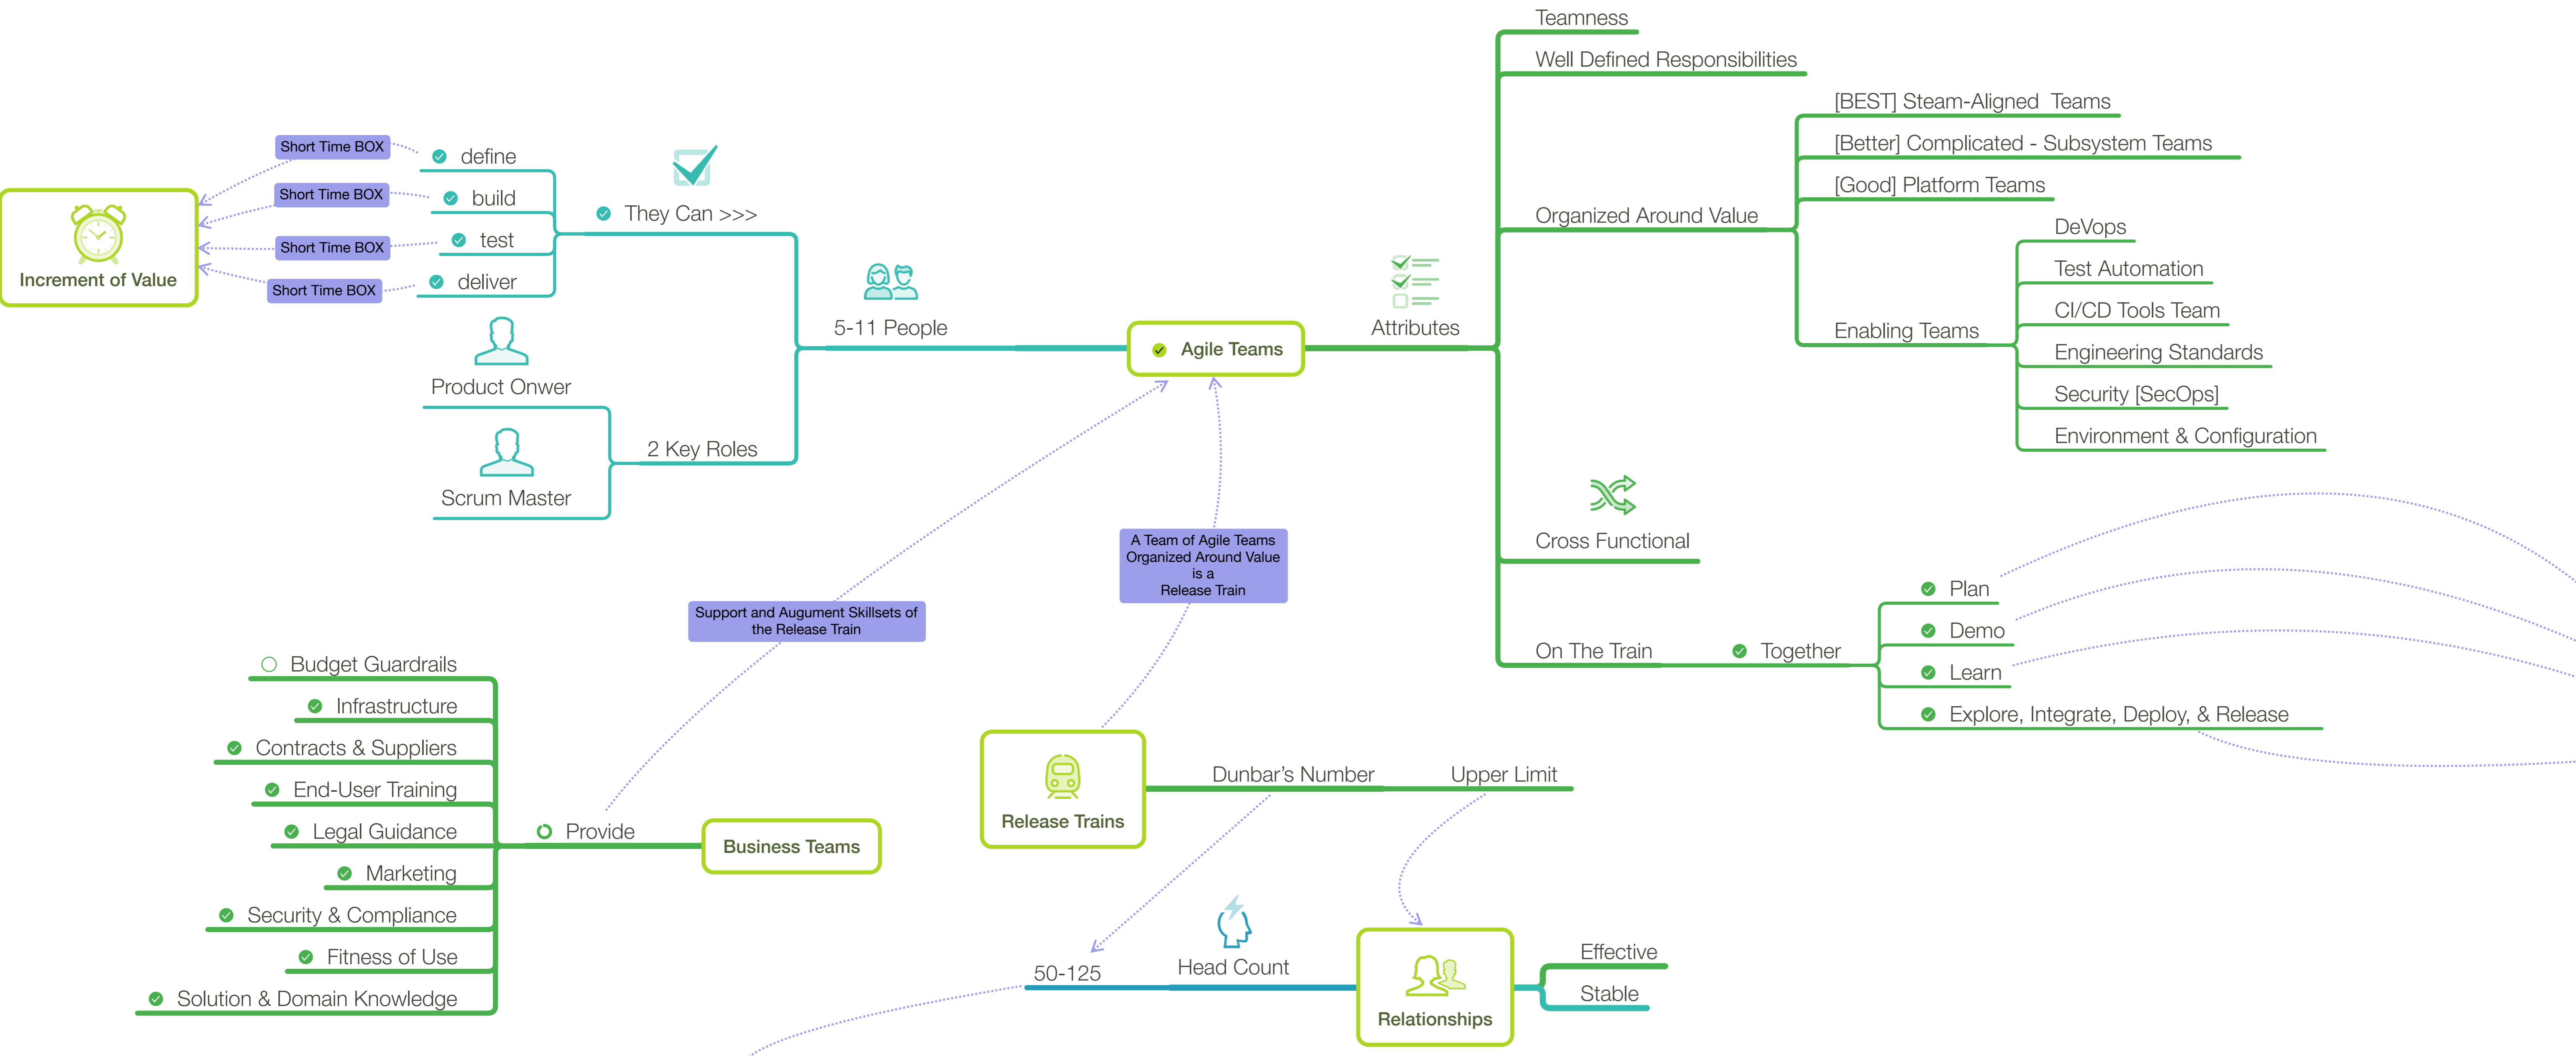 Teamness
Well Defined Responsibilities
[BEST] Steam-Aligned  Teams
[Better] Complicated - Subsystem Teams
[Good] Platform Teams
Organized Around Value
DeVops
Test Automation
CI/CD Tools Team
Enabling Teams
Engineering Standards
Security [SecOps]
Environment & Configuration
Attributes
Agile Teams
Cross Functional
On The Train
Together
Plan
Demo
Learn
Explore, Integrate, Deploy, & Release
5-11 People
They Can >>>
define
build
test
deliver
Short Time BOX
Short Time BOX
Short Time BOX
Short Time BOX
Increment of Value
2 Key Roles
Product Onwer
Scrum Master
A Team of Agile Teams
Organized Around Value
is a
Release Train
Support and Augument Skillsets of
the Release Train
Budget Guardrails
Infrastructure
Contracts & Suppliers
End-User Training
Legal Guidance
Marketing
Security & Compliance
Fitness of Use
Solution & Domain Knowledge
Provide
Business Teams
Release Trains
Dunbar’s Number
Upper Limit
50-125
Head Count
Relationships
Effective
Stable